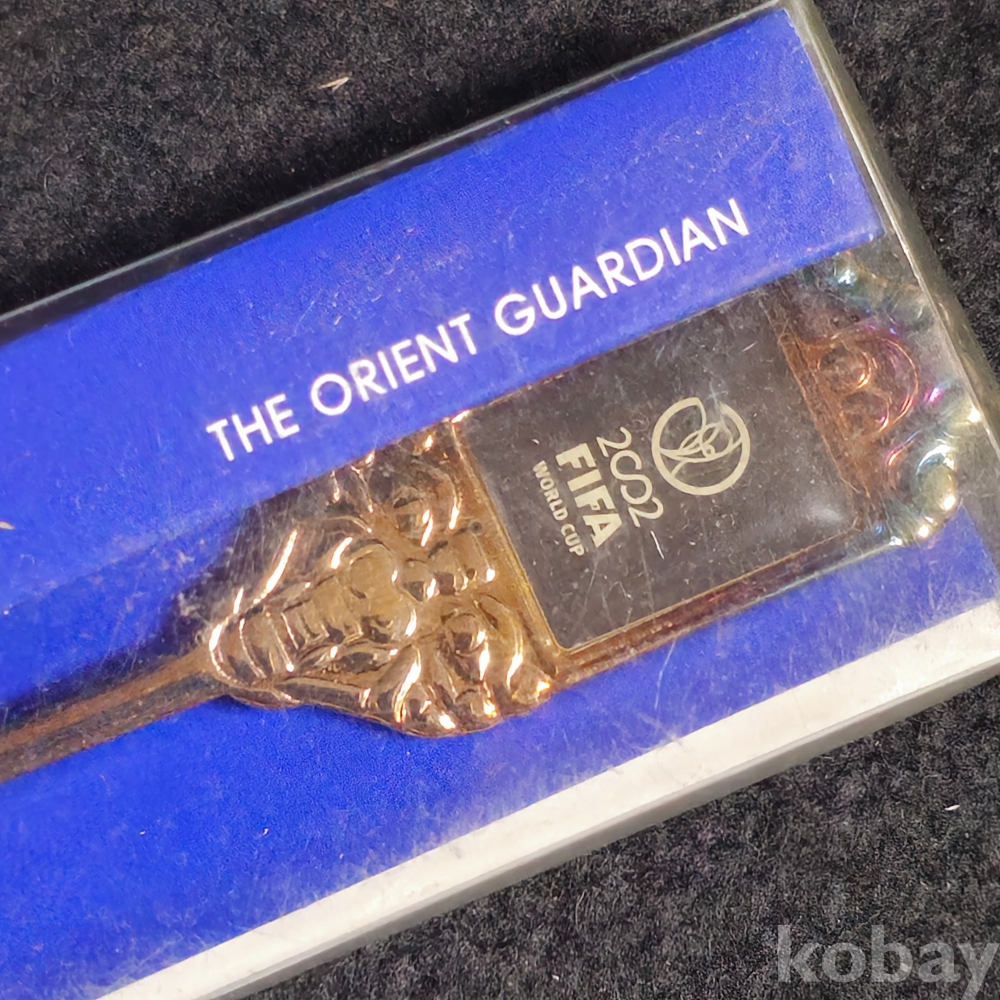 THE ORIENT GUARDIAN
2002
FIFA
WORLD CUP
kobay